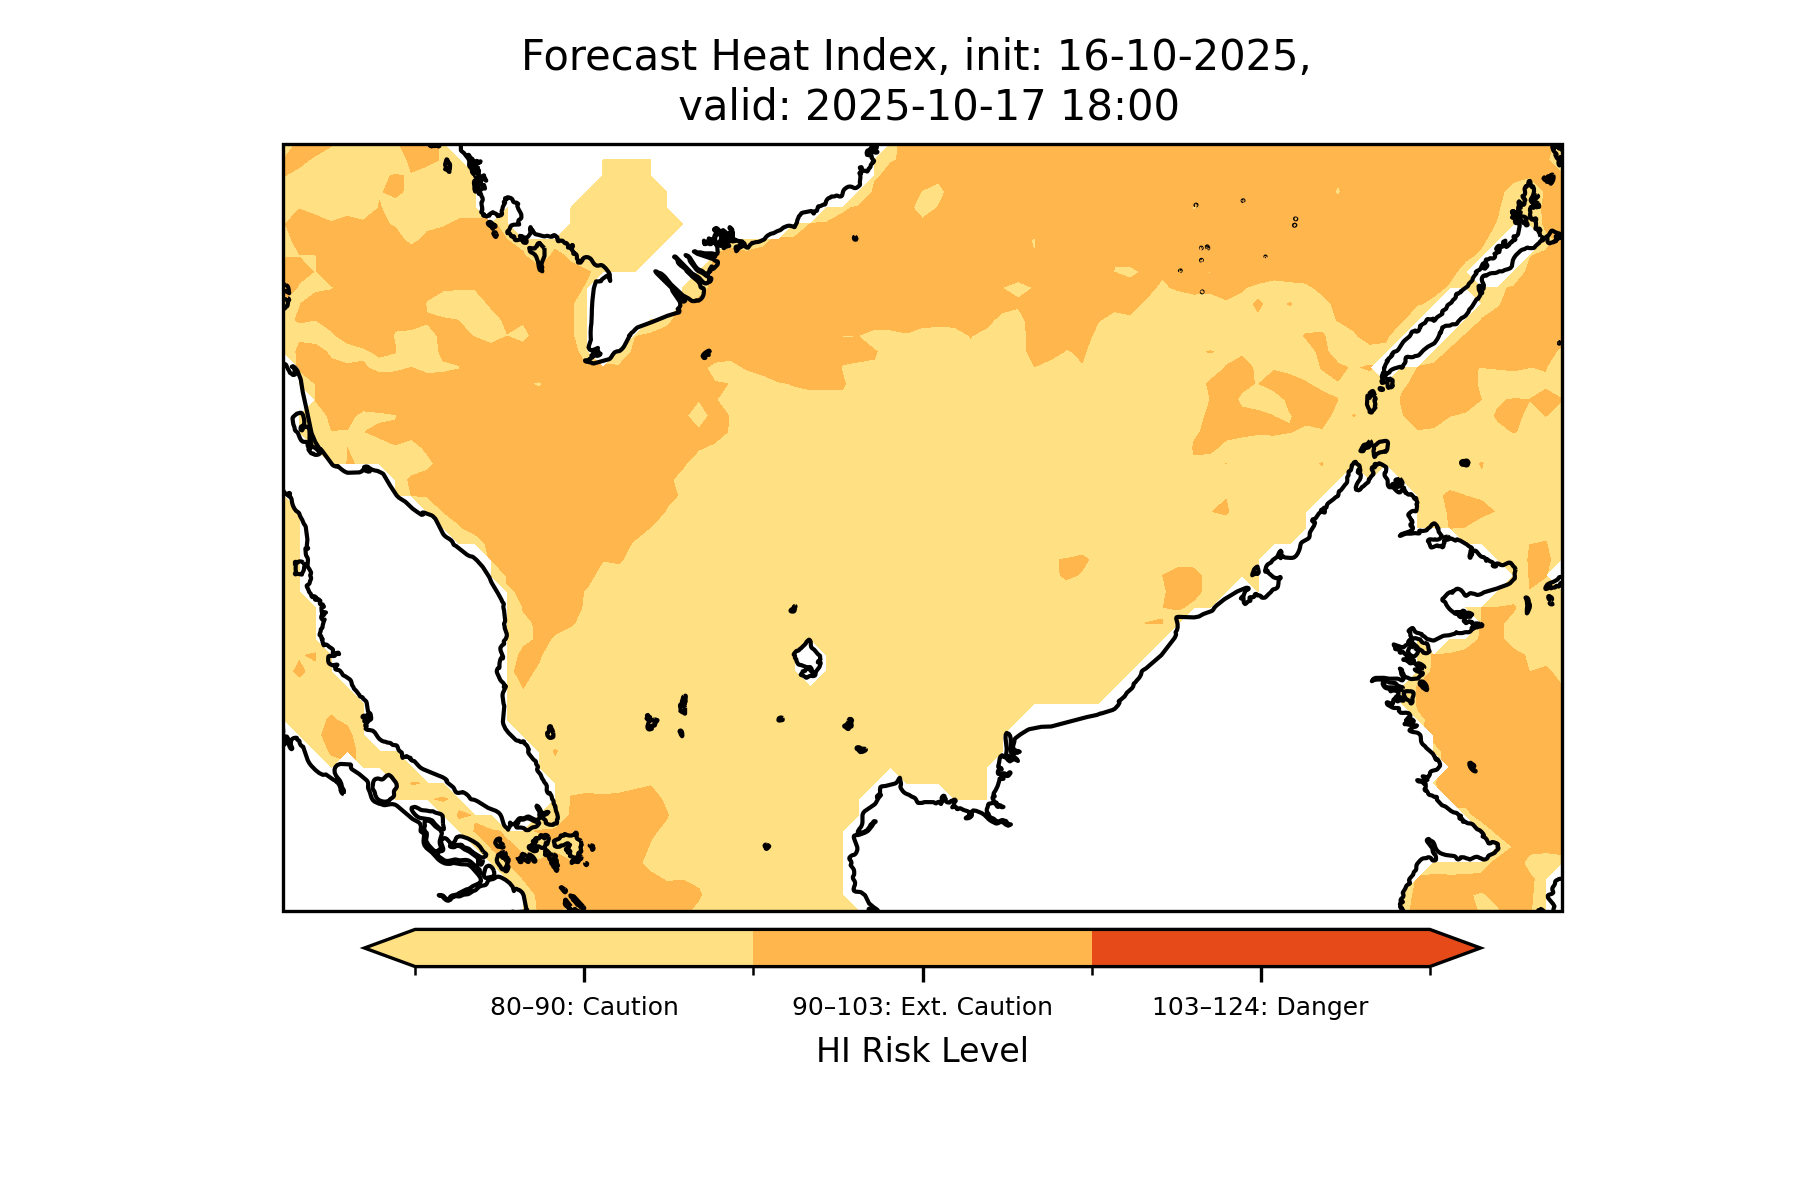 Forecast Heat Index, init: 16-10-2025,
valid: 2025-10-17 18:00
80–90: Caution
90–103: Ext. Caution
103–124: Danger
HI Risk Level